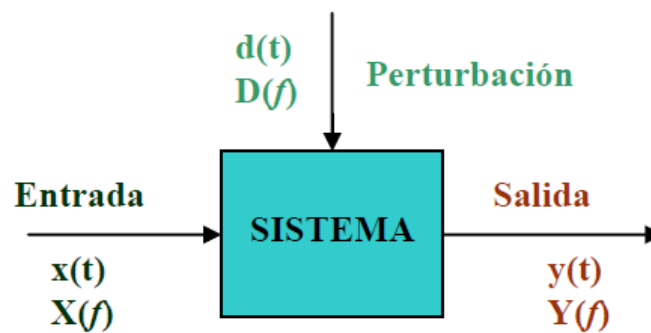 d(t)
D(f)
Perturbación
Entrada
SISTEMA
Salida
x(t)
X(f)
y(t)
Y(f)